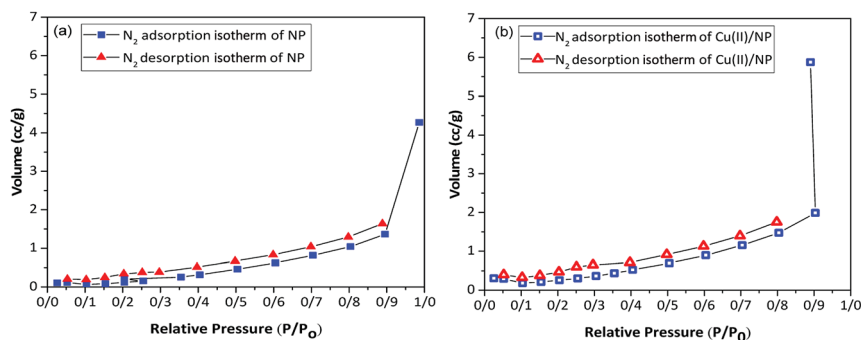 (a)
N2 adsorption isotherm of NP
N2 desorption isotherm of NP
7
6
5
4
3
2
1
0
Volume (cc/g)
0/0 0/1 0/2 0/3 0/4 0/5 0/6 0/7 0/8 0/9 1/0
Relative Pressure (P/Po)
(b)
N2 adsorption isotherm of Cu(II)/NP
N2 desorption isotherm of Cu(II)/NP
7
6
5
4
3
2
1
0
Volume (cc/g)
0/0 0/1 0/2 0/3 0/4 0/5 0/6 0/7 0/8 0/9 1/0
Relative Pressure (P/P0)